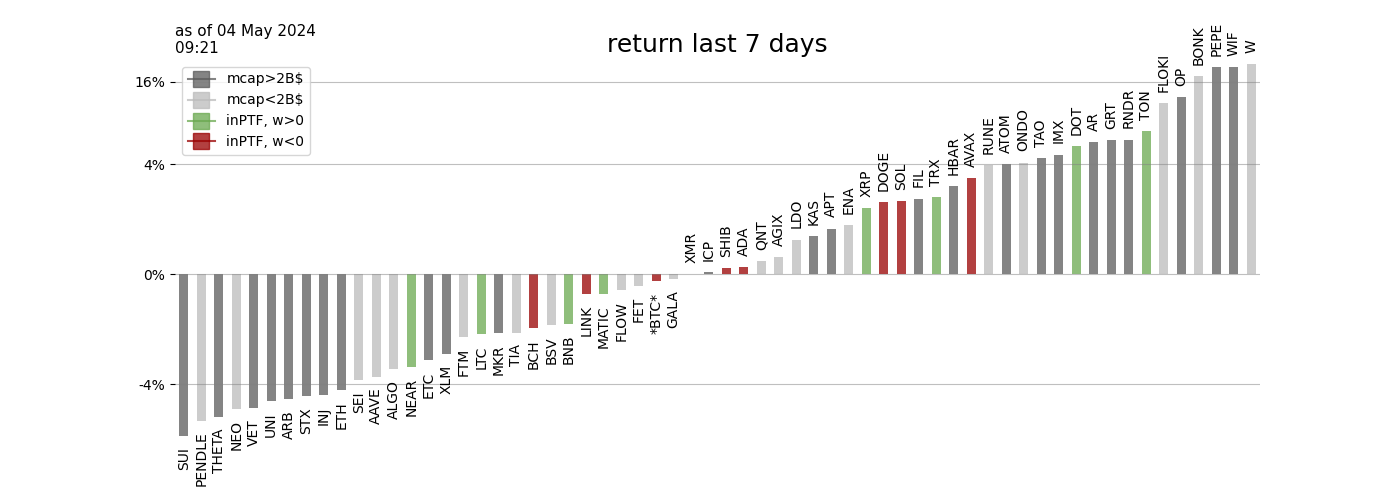 as of 04 May 2024
09:21
return last 7 days
mcap>2B$
mcap<2B$
inPTF, w>0
inPTF, w<0
16%
4%
0%
-4%
SUI
PENDLE
THETA
NEO
VET
UNI
ARB
STX
INJ
ETH
SEI
AAVE
ALGO
NEAR
ETC
XLM
FTM
LTC
MKR
TIA
BCH
BSV
BNB
LINK
MATIC
FLOW
FET
*BTC*
GALA
XMR
ICP
SHIB
ADA
QNT
AGIX
LDO
KAS
APT
ENA
XRP
DOGE
SOL
FIL
TRX
HBAR
AVAX
RUNE
ATOM
ONDO
TAO
IMX
DOT
AR
GRT
RNDR
TON
FLOKI
OP
BONK
PEPE
WIF
W